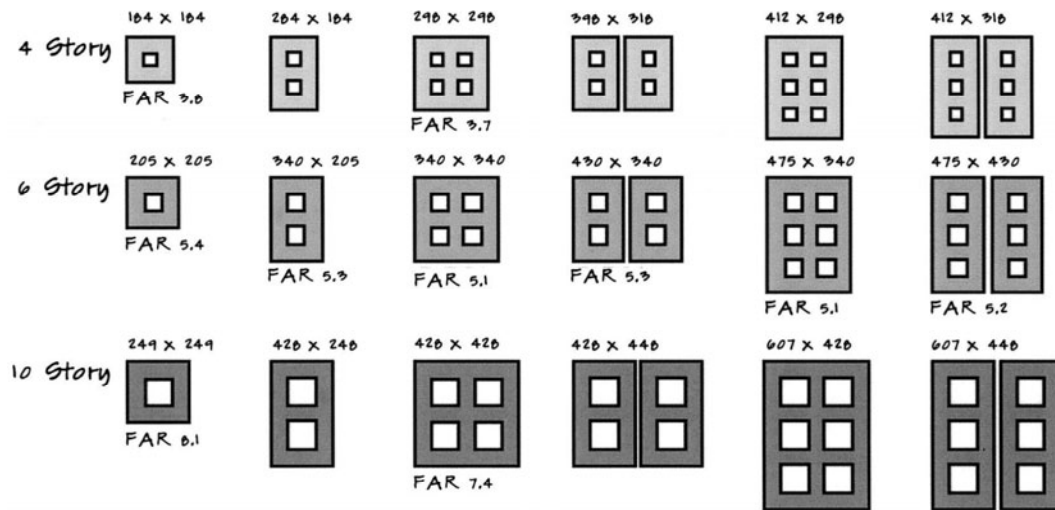 184 x 184
284 x 184
298 x 298
398 x 318
412 x 298
412 x 318
4 Story
FAR 3.8
FAR 3.7
205 x 205
340 x 205
340 x 340
430 x 340
475 x 340
475 x 430
6 Story
FAR 5.4
FAR 5.3
FAR 5.1
FAR 5.3
FAR 5.1
FAR 5.2
249 x 249
428 x 248
428 x 428
428 x 448
607 x 428
607 x 448
10 Story
FAR 8.1
FAR 7.4